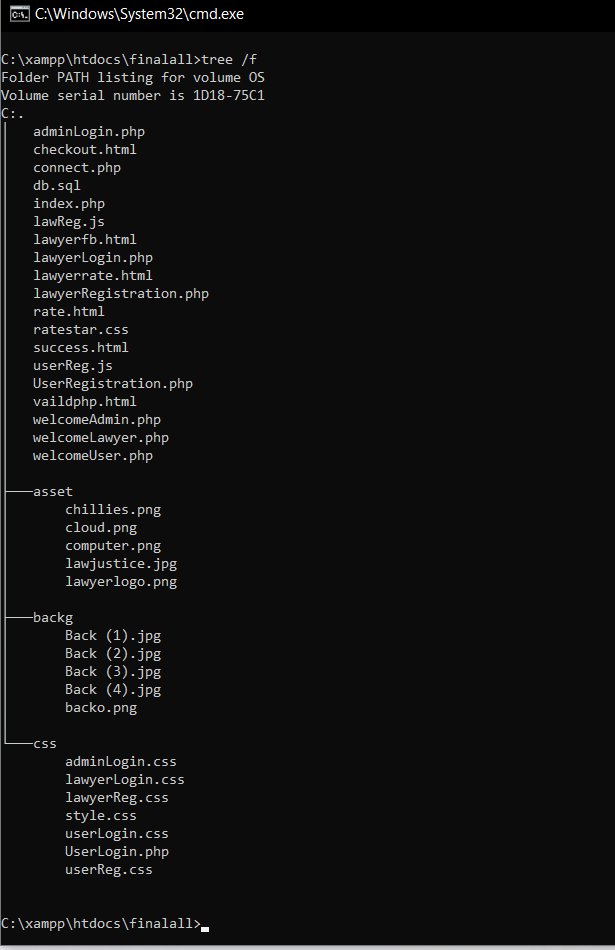 C:\Windows\System32\cmd.exe
C:\xampp\htdocs\finalall>tree /f
Folder PATH listing for volume OS
Volume serial number is 1D18-75C1
C:.
adminLogin.php
checkout.html
connect.php
db.sql
index.php
lawReg.js
lawyerfb.html
lawyerLogin.php
lawyerrate.html
lawyerRegistration.php
rate.html
ratestar.css
success.html
userReg.js
UserRegistration.php
vaildphp.html
welcomeAdmin.php
welcomeLawyer.php
welcomeUser.php
asset
chillies.png
cloud.png
computer.png
lawjustice.jpg
lawyerlogo.png
backg
Back (1).jpg
Back (2).jpg
Back (3).jpg
Back (4).jpg
backo.png
css
adminLogin.css
lawyerLogin.css
lawyerReg.css
style.css
userLogin.css
UserLogin.php
userReg.css
C:\xampp\htdocs\finalall>